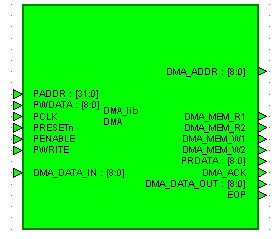 DMA_ADDR : [8:0]
PADDR : [31:0]
PWDATA : [8:0]
DMA_lib
DMA
PCLK
PRESETn
PENABLE
PWRITE
DMA_DATA_IN : [8:0]
DMA_MEM_R1
DMA_MEM_R2
DMA_MEM_W1
DMA_MEM_W2
PRDATA : [8:0]
DMA_ACK
DMA_DATA_OUT : [8:0]
EOP